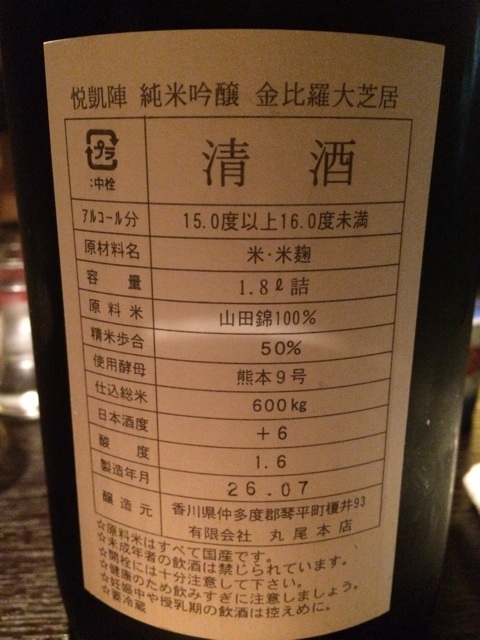 悦凱陣 純米吟醸 金比羅大芝居
プラ
:中栓
清 酒
アルコール分 15.0度以上16.0度未満
原材料名 米・米麹
容 量 1.8ℓ詰
原料米 山田錦100%
精米歩合 50%
使用酵母 熊本9号
仕込総米 600kg
日本酒度 +6
酸 度 1.6
製造年月 26.07
醸造元 香川県仲多度郡琴平町榎井93
有限会社 丸尾本店
☆原料米はすべて国産です。
☆未成年者の飲酒は禁じられています。
☆開栓には十分注意して下さい。
☆健康のため飲みすぎに注意しましょう。
☆妊娠中や授乳期の飲酒は控えめに。
☆要冷蔵